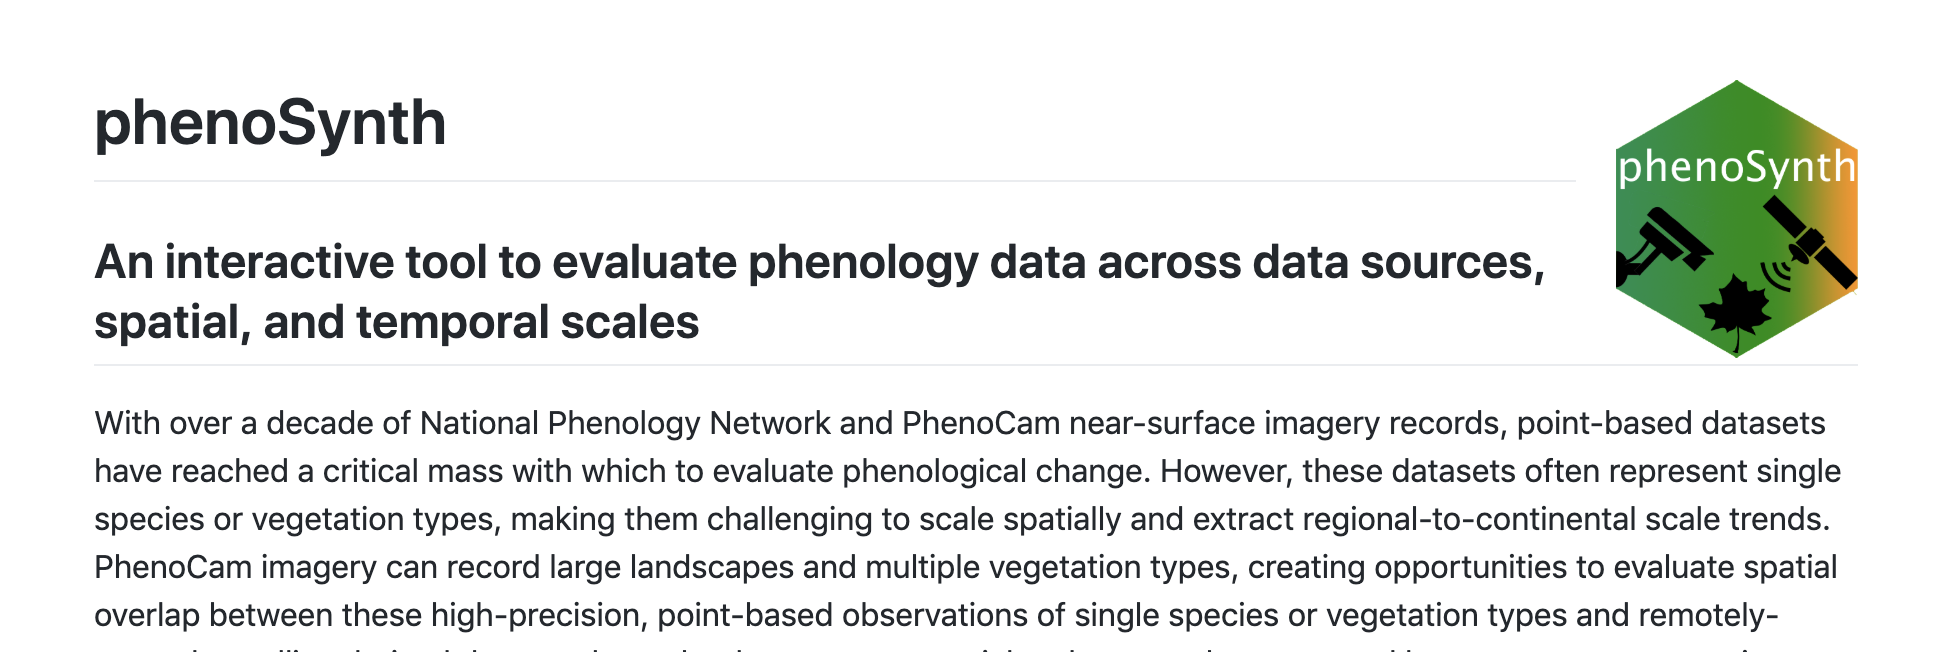 phenoSynth
phenoSynth
An interactive tool to evaluate phenology data across data sources,
spatial, and temporal scales
With over a decade of National Phenology Network and PhenoCam near-surface imagery records, point-based datasets
have reached a critical mass with which to evaluate phenological change. However, these datasets often represent single
species or vegetation types, making them challenging to scale spatially and extract regional-to-continental scale trends.
PhenoCam imagery can record large landscapes and multiple vegetation types, creating opportunities to evaluate spatial
overlap between these high-precision, point-based observations of single species or vegetation types and remotely-